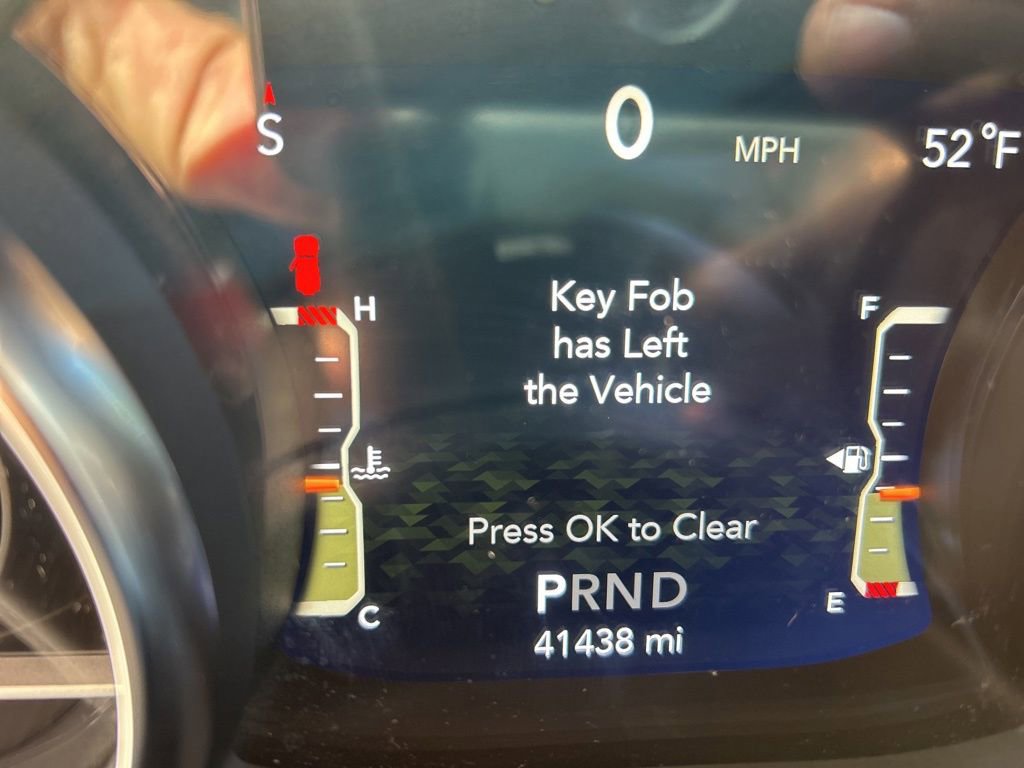 S
0 MPH
52 °F
H
F
Key Fob
has Left
the Vehicle
Press OK to Clear
PRND
E
C
41438 mi